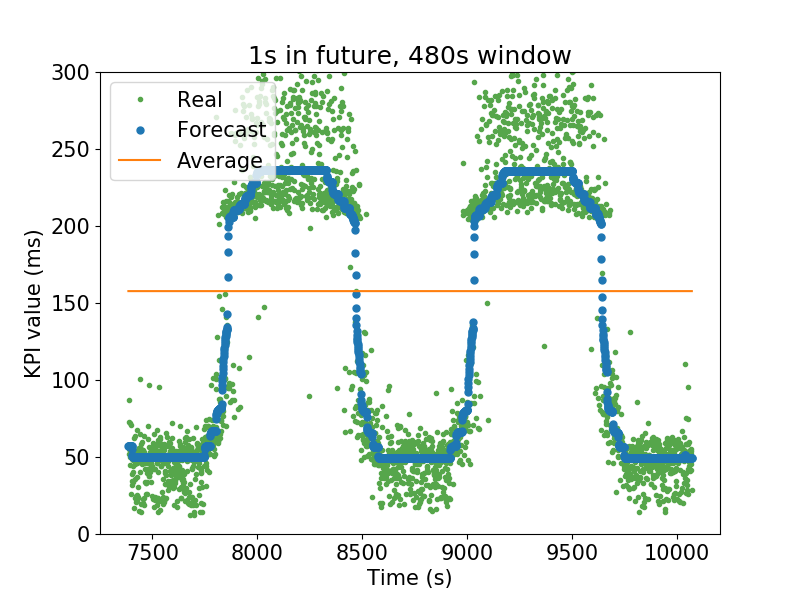 1s in future, 480s window
300
250
200
150
100
50
0
KPI value (ms)
Real
Forecast
Average
7500
8000
8500
9000
9500
10000
Time (s)